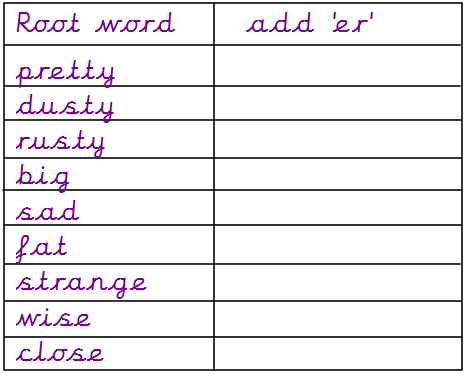 Root word add 'er'
pretty
dusty
rusty
big
sad
fat
strange
wise
close